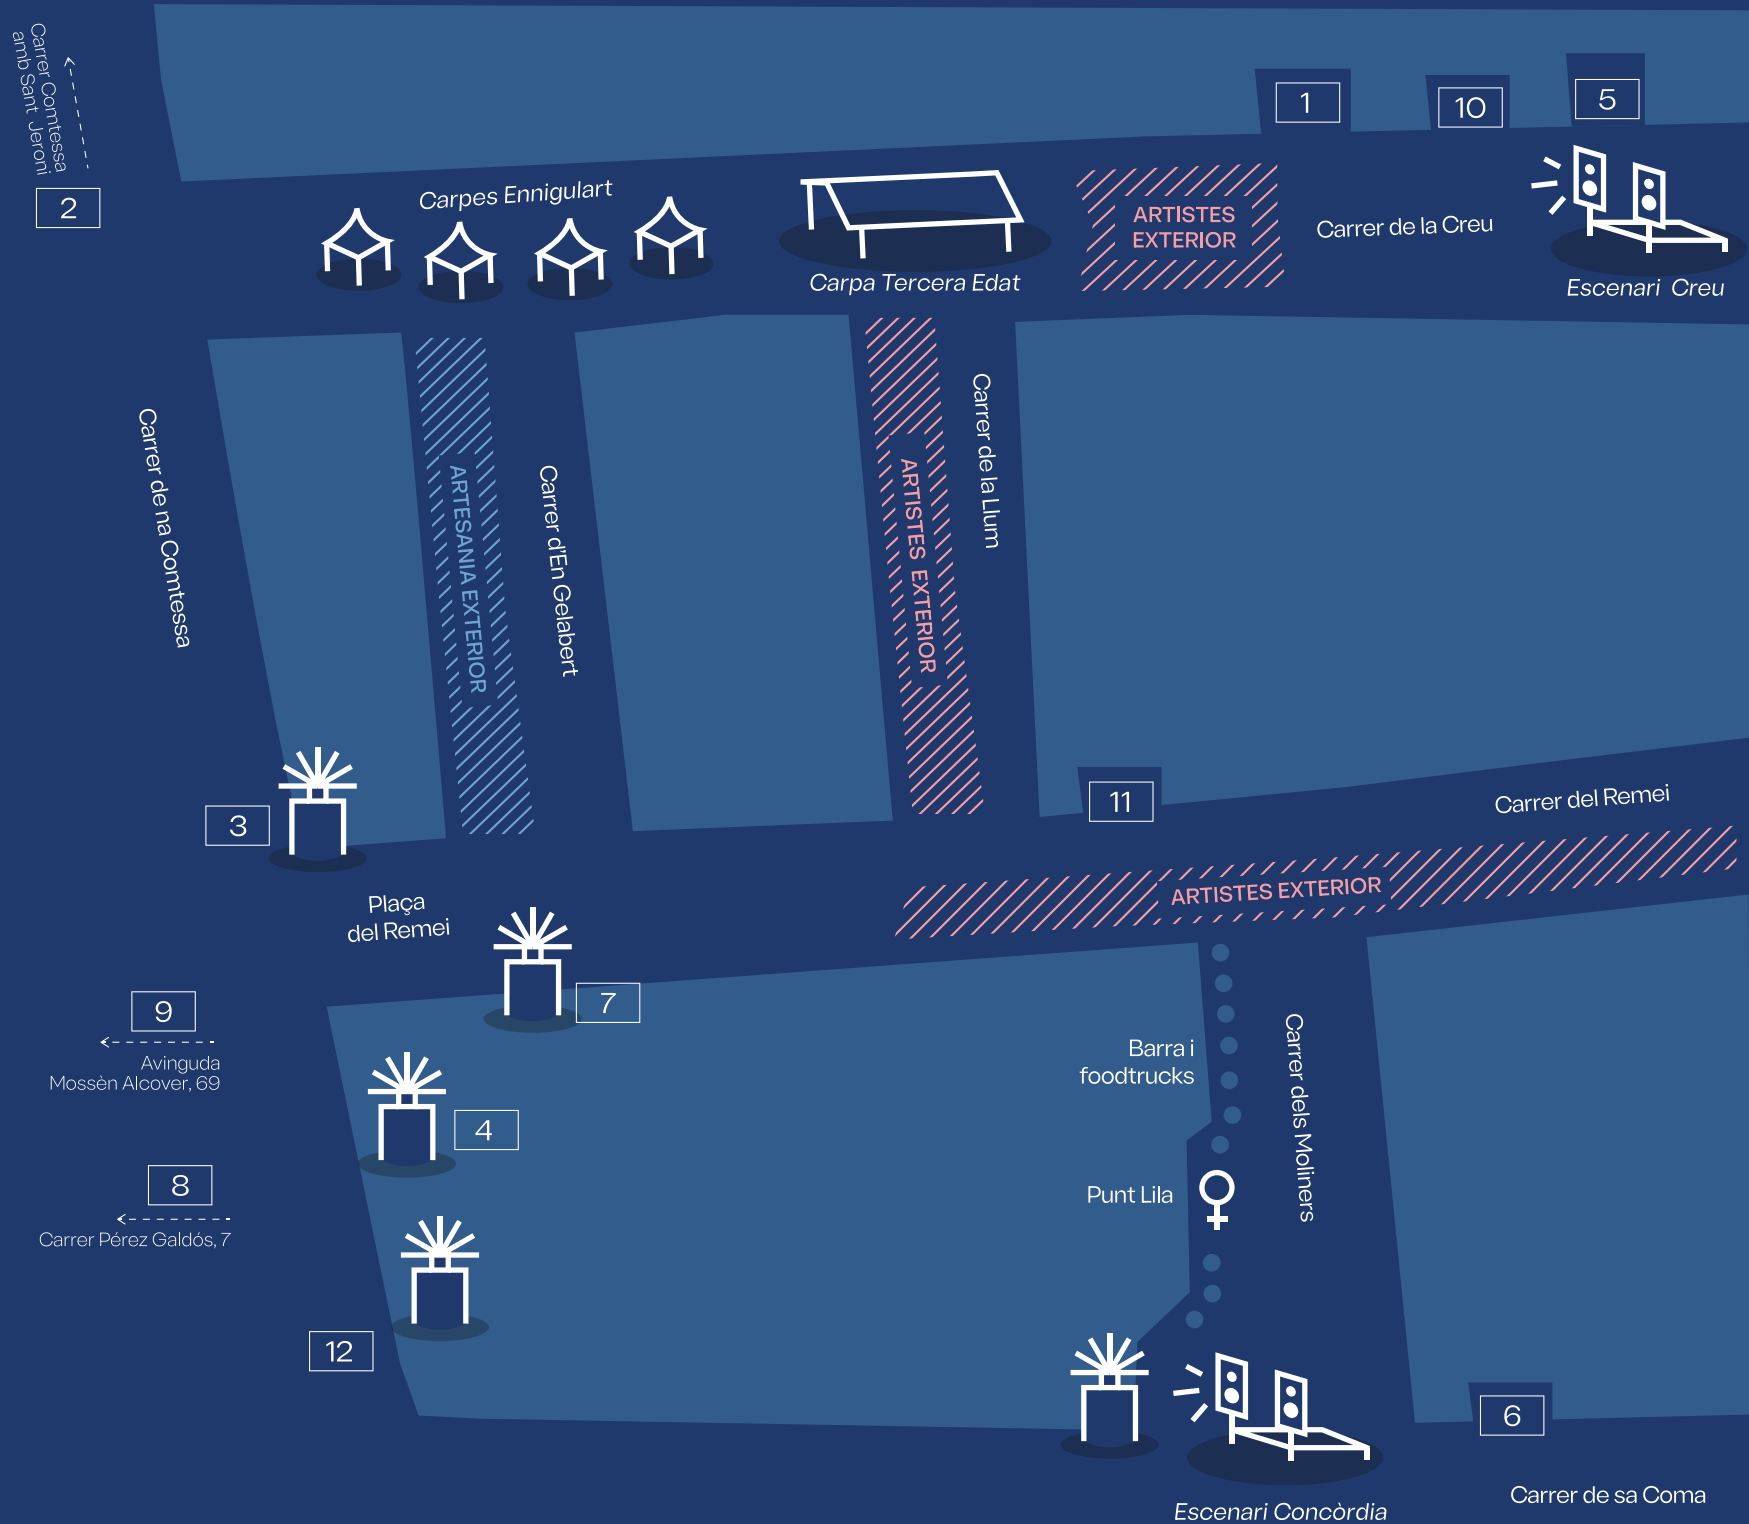 Carrer Comtessa
amb Sant Jeroni
2
1
10
5
Carpes Ennigulart
ARTISTES
EXTERIOR
Carrer de la Creu
Carpa Tercera Edat
Escenari Creu
Carrer de na Comtessa
ARTESANIA EXTERIOR
Carrer d'En Gelabert
ARTISTES EXTERIOR
Carrer de la Llum
3
11
Carrer del Remei
ARTISTES EXTERIOR
Plaça
del Remei
7
9
Avinguda
Mossèn Alcover, 69
4
Barra i
foodtrucks
Carrer dels Moliners
8
Carrer Pérez Galdós, 7
Punt Lila
12
6
Carrer de sa Coma
Escenari Concòrdia